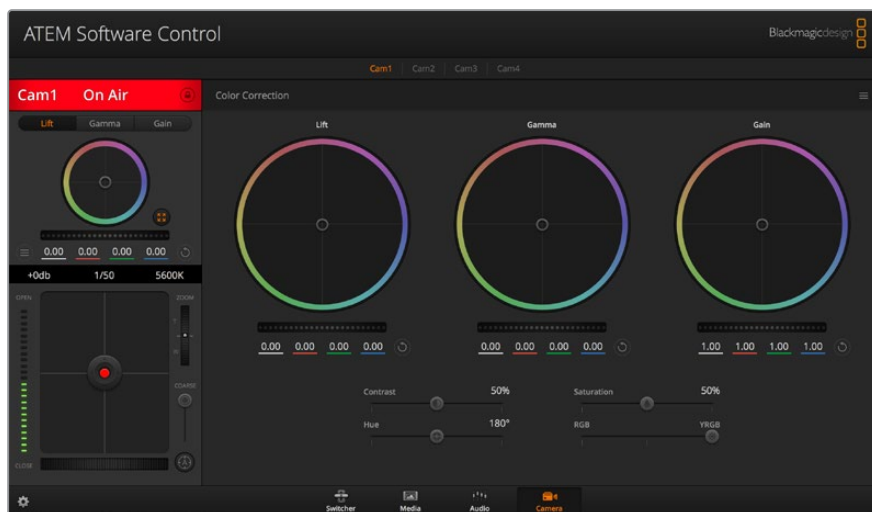 ATEM Software Control
Blackmagicdesign
Cam1 Cam2 Cam3 Cam4
Cam1 On Air
Color Correction
Lift Gamma Gain
Lift Gamma Gain
0.00 0.00 0.00 0.00
+0db 1/50 5600K
OPEN
ZOOM
T
W
COARSE
CLOSE
0.00 0.00 0.00 0.00
0.00 0.00 0.00 0.00
1.00 1.00 1.00 1.00
Contrast 50%
Saturation 50%
Hue 180°
RGB YRGB
Switcher Media Audio Camera